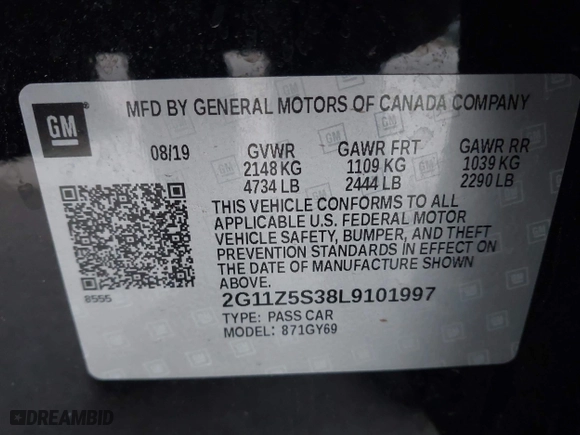 GM
MFD BY GENERAL MOTORS OF CANADA COMPANY
08/19 GVWR GAWR FRT GAWR RR
2148 KG 1109 KG 1039 KG
4734 LB 2444 LB 2290 LB
THIS VEHICLE CONFORMS TO ALL
APPLICABLE U.S. FEDERAL MOTOR
VEHICLE SAFETY, BUMPER, AND THEFT
PREVENTION STANDARDS IN EFFECT ON
THE DATE OF MANUFACTURE SHOWN ABOVE.
8555
2G11Z5S38L9101997
TYPE: PASS CAR
MODEL: 871GY69
DREAMBID